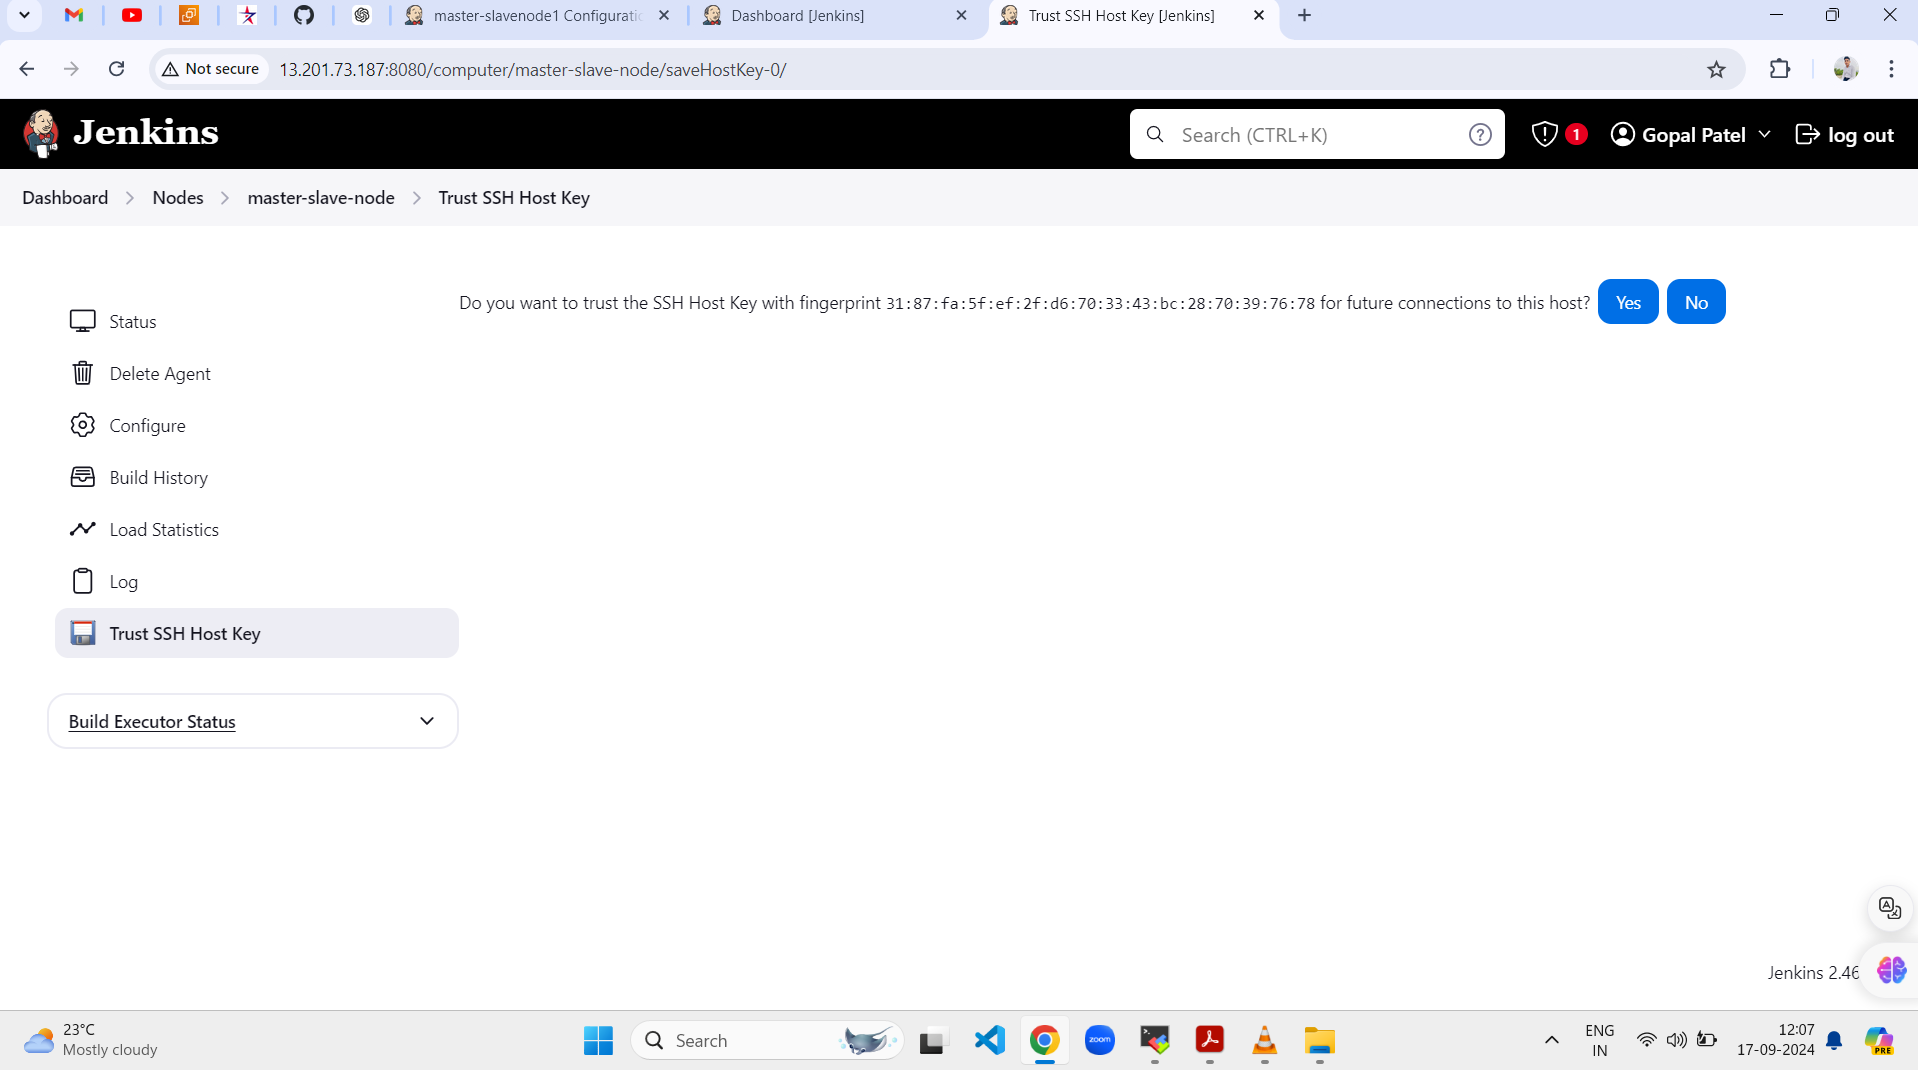 master-slavenode1 Configuratic
Dashboard [Jenkins]
Trust SSH Host Key [Jenkins]
Not secure
13.201.73.187:8080/computer/master-slave-node/saveHostKey-0/
Jenkins
Search (CTRL+K)
?
1
Gopal Patel
log out
Dashboard
Nodes
master-slave-node
Trust SSH Host Key
Do you want to trust the SSH Host Key with fingerprint 31:87:fa:5f:ef:2f:d6:70:33:43:bc:28:70:39:76:78 for future connections to this host? Yes No
Status
Delete Agent
Configure
Build History
Load Statistics
Log
Trust SSH Host Key
Build Executor Status
Jenkins 2.46
23°C
Mostly cloudy
Search
zoom
ENG
IN
12:07
17-09-2024
PRE